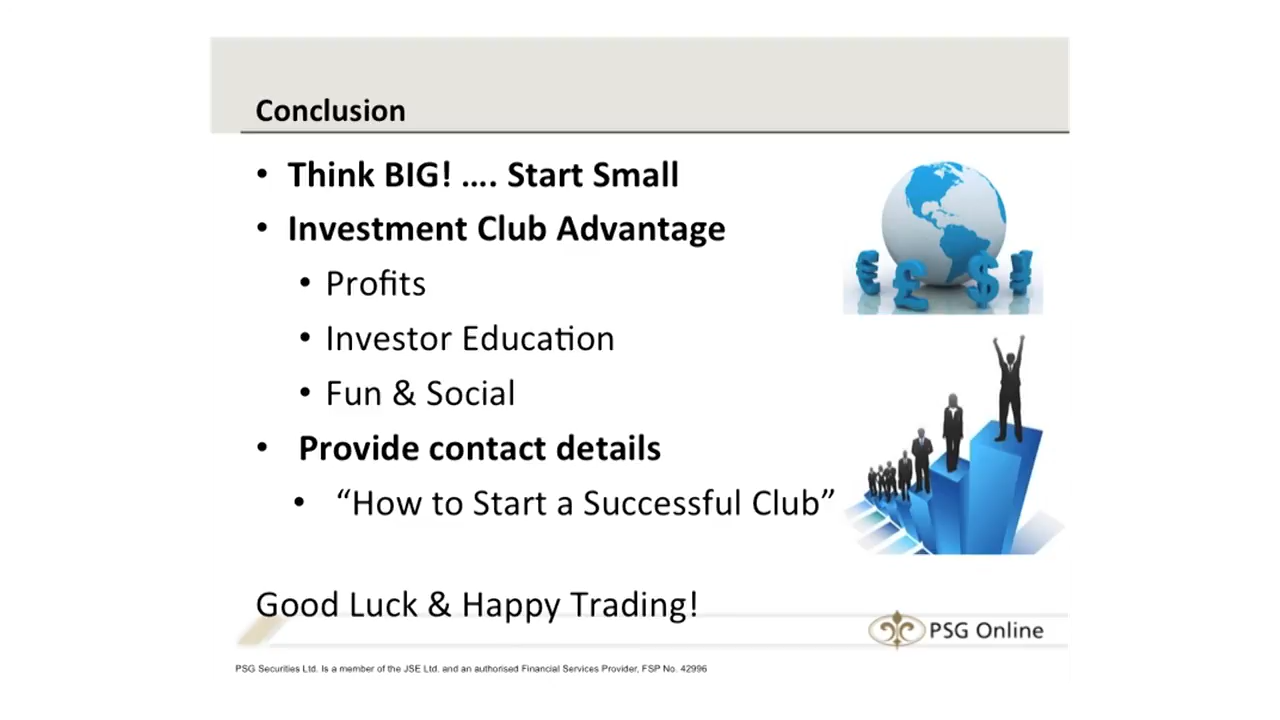 Conclusion
• Think BIG! …. Start Small
• Investment Club Advantage
• Profits
• Investor Education
• Fun & Social
• Provide contact details
• “How to Start a Successful Club”
Good Luck & Happy Trading!
PSG Online
PSG Securities Ltd. Is a member of the JSE Ltd. and an authorised Financial Services Provider, FSP No. 42996